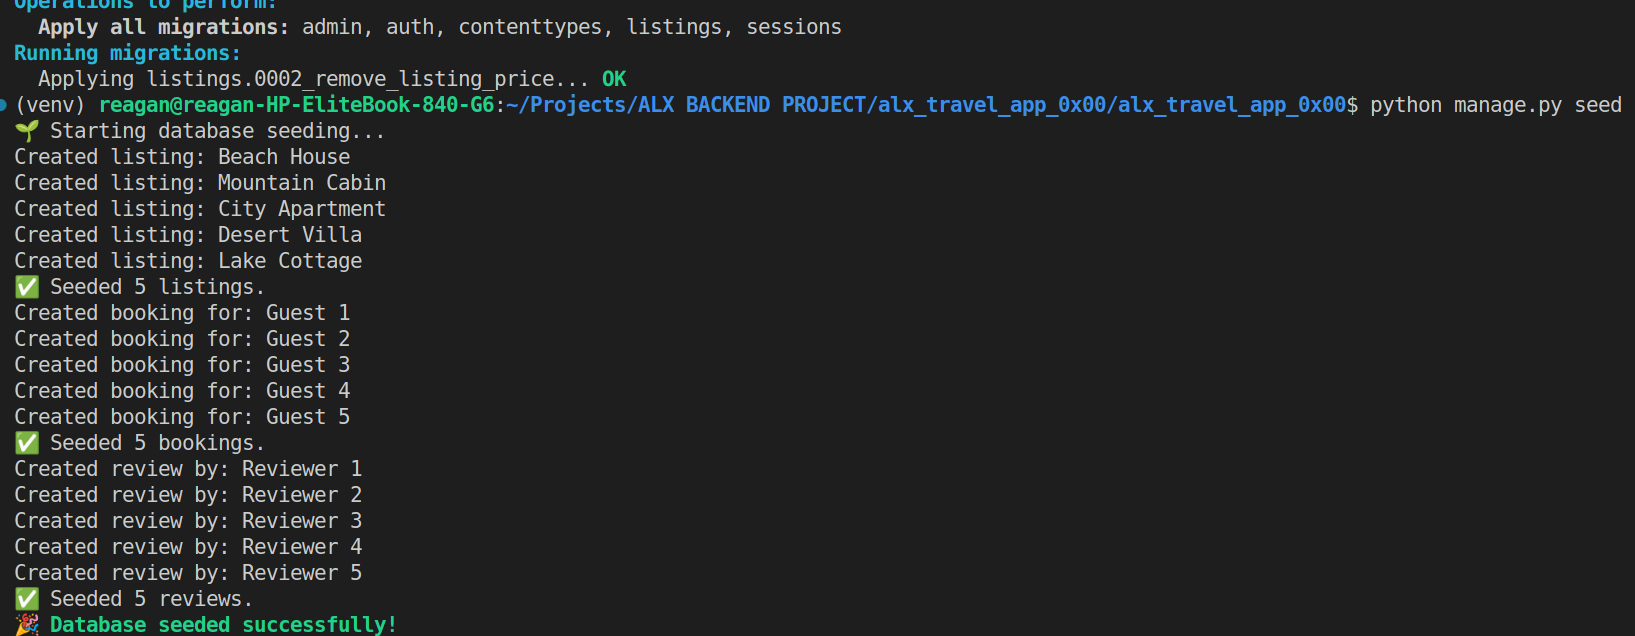 Operations to perform:
  Apply all migrations: admin, auth, contenttypes, listings, sessions
Running migrations:
  Applying listings.0002_remove_listing_price... OK
(venv) reagan@reagan-HP-EliteBook-840-G6:~/Projects/ALX BACKEND PROJECT/alx_travel_app_0x00/alx_travel_app_0x00$ python manage.py seed
🌱 Starting database seeding...
Created listing: Beach House
Created listing: Mountain Cabin
Created listing: City Apartment
Created listing: Desert Villa
Created listing: Lake Cottage
✅ Seeded 5 listings.
Created booking for: Guest 1
Created booking for: Guest 2
Created booking for: Guest 3
Created booking for: Guest 4
Created booking for: Guest 5
✅ Seeded 5 bookings.
Created review by: Reviewer 1
Created review by: Reviewer 2
Created review by: Reviewer 3
Created review by: Reviewer 4
Created review by: Reviewer 5
✅ Seeded 5 reviews.
🎉 Database seeded successfully!